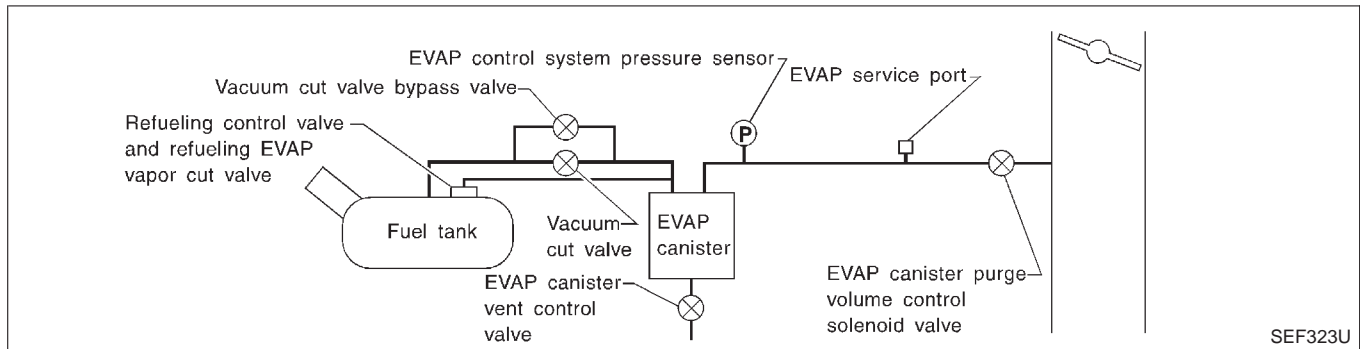 EVAP control system pressure sensor
EVAP service port
Vacuum cut valve bypass valve
Refueling control valve
and refueling EVAP
vapor cut valve
P
Fuel tank
Vacuum
cut valve
EVAP
canister
EVAP canister
vent control
valve
EVAP canister purge
volume control
solenoid valve
SEF323U